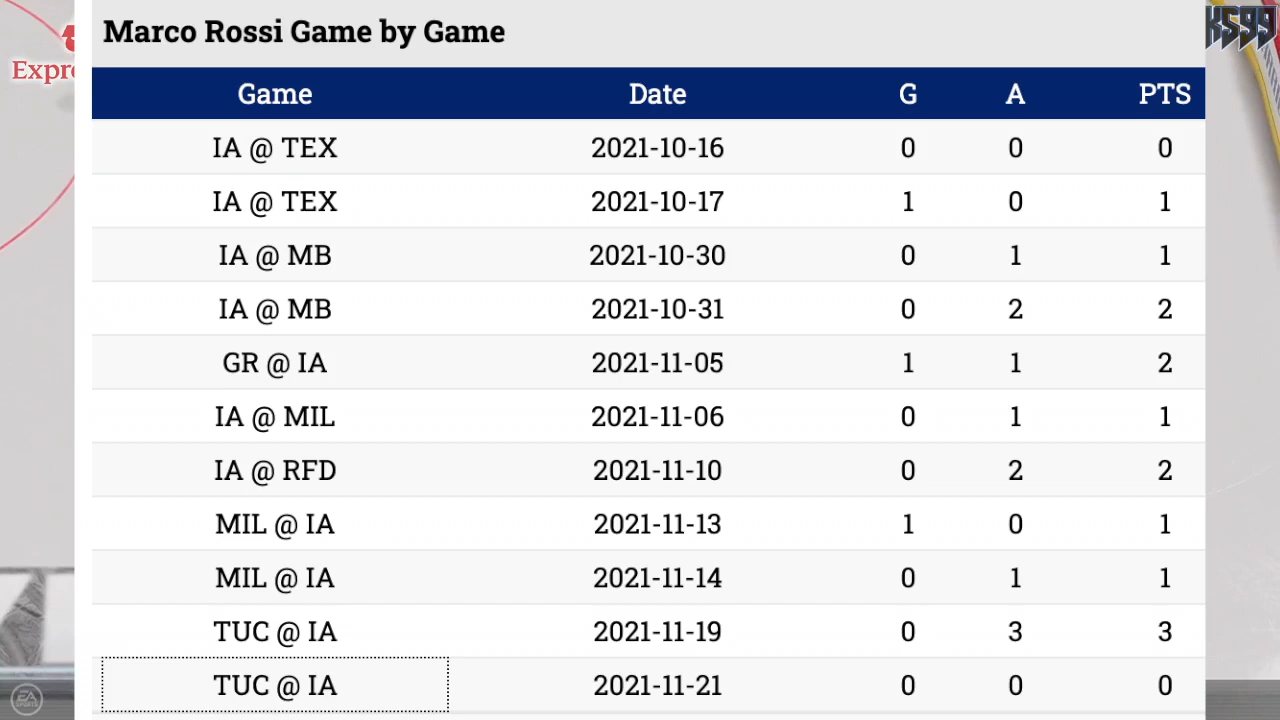 Marco Rossi Game by Game
KS99
Expre
Game Date G A PTS
IA @ TEX 2021-10-16 0 0 0
IA @ TEX 2021-10-17 1 0 1
IA @ MB 2021-10-30 0 1 1
IA @ MB 2021-10-31 0 2 2
GR @ IA 2021-11-05 1 1 2
IA @ MIL 2021-11-06 0 1 1
IA @ RFD 2021-11-10 0 2 2
MIL @ IA 2021-11-13 1 0 1
MIL @ IA 2021-11-14 0 1 1
TUC @ IA 2021-11-19 0 3 3
TUC @ IA 2021-11-21 0 0 0
EA
SPORTS